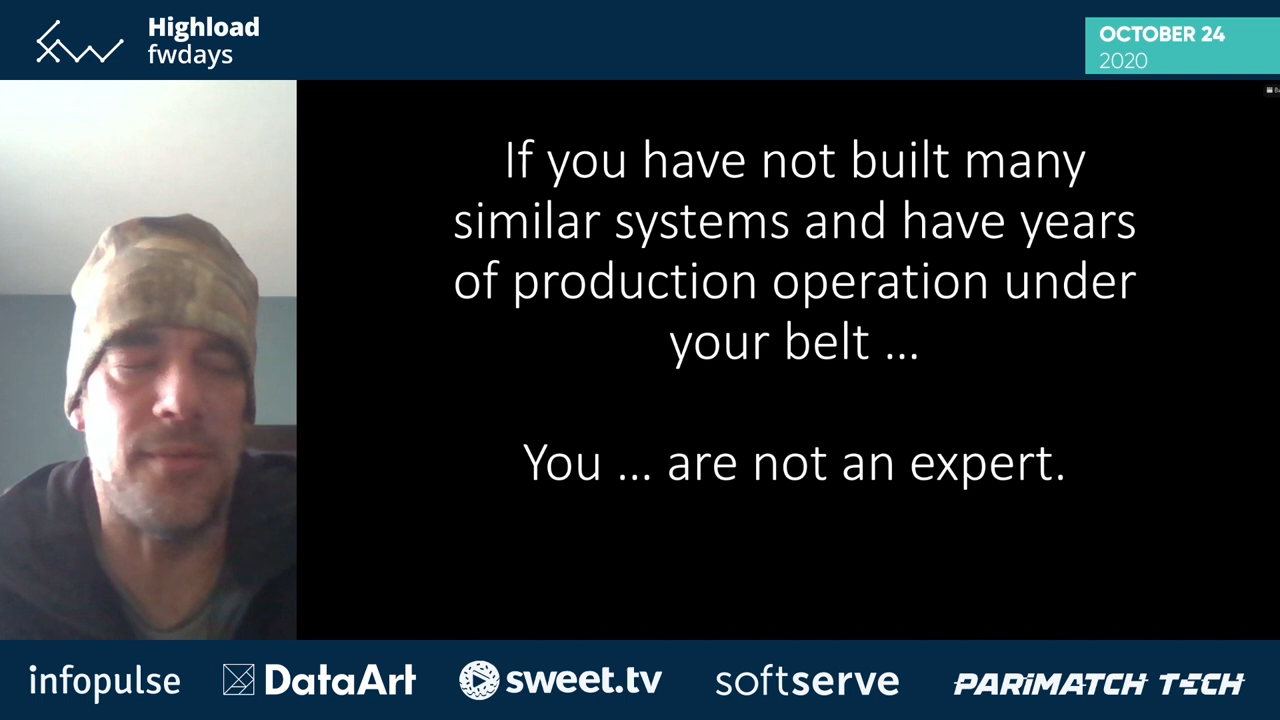 Highload
fwdays
OCTOBER 24
2020
If you have not built many
similar systems and have years
of production operation under
your belt ...
You ... are not an expert.
infopulse
DataArt
sweet.tv
softserve
PARIMATCH TECH